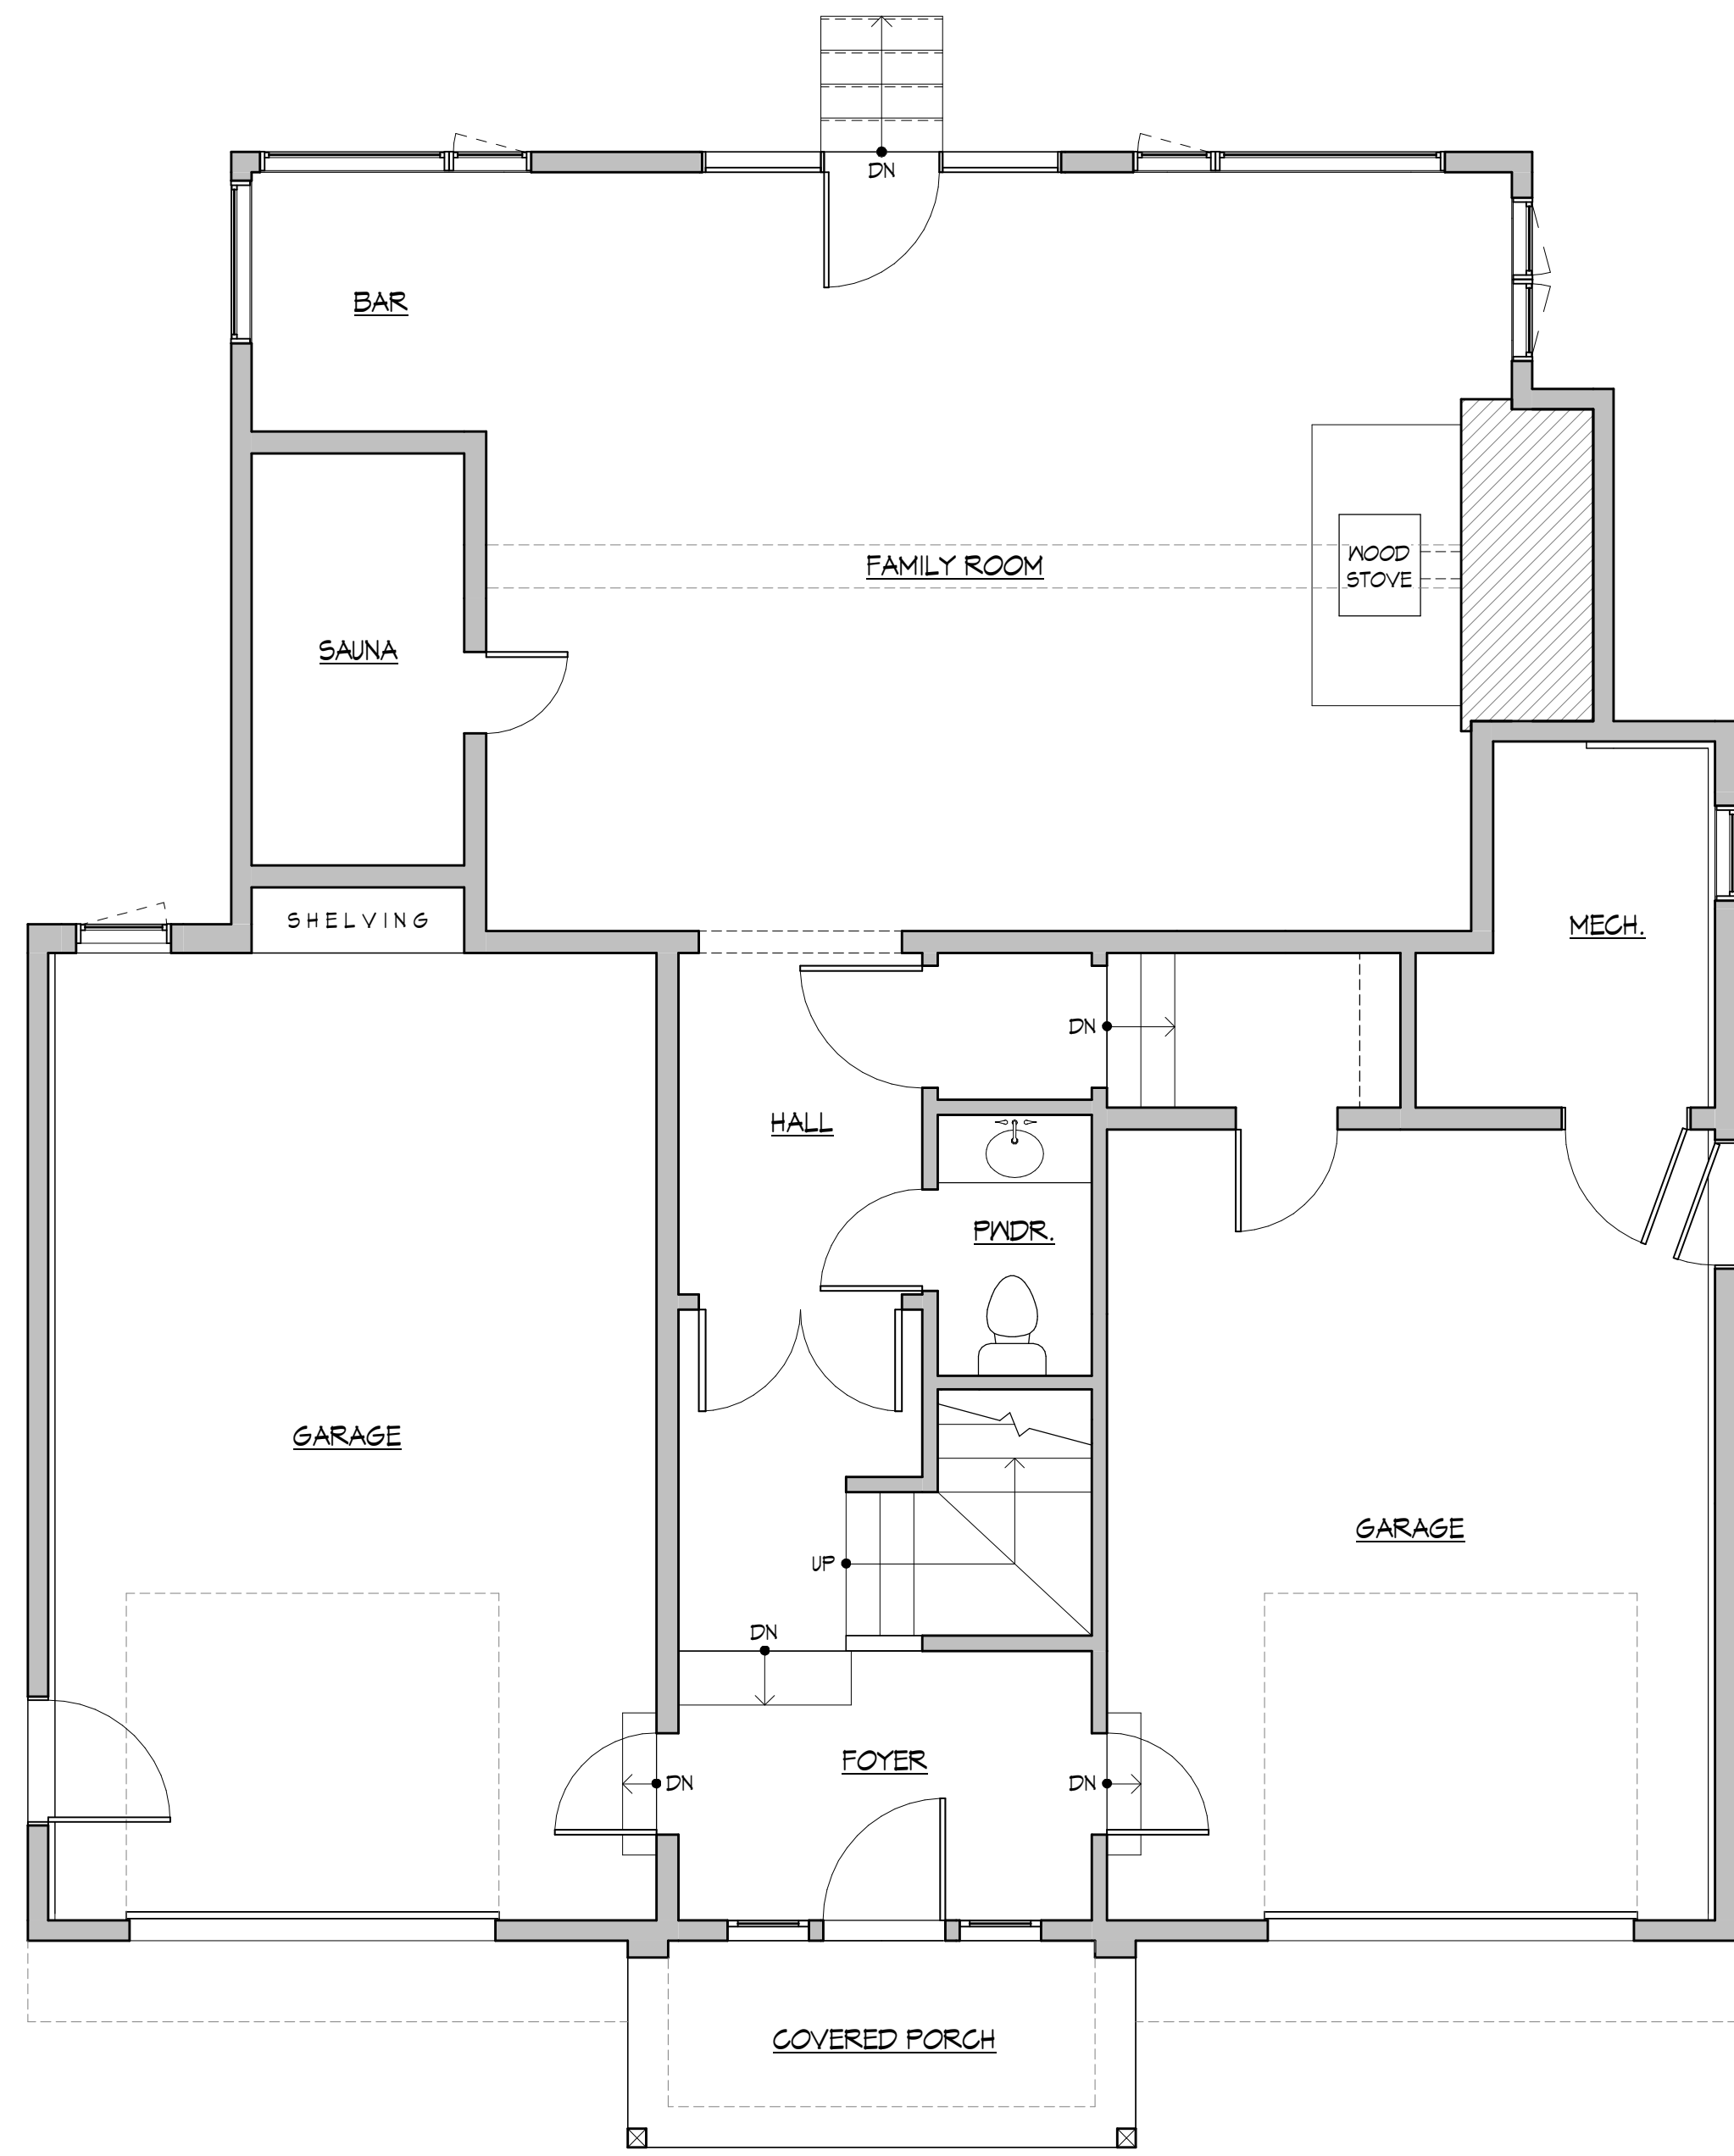 DN
BAR
FAMILY ROOM
WOOD
STOVE
SAUNA
SHELVING
MECH.
DN
HALL
PWDR.
GARAGE
GARAGE
UP
DN
FOYER
DN
DN
COVERED PORCH